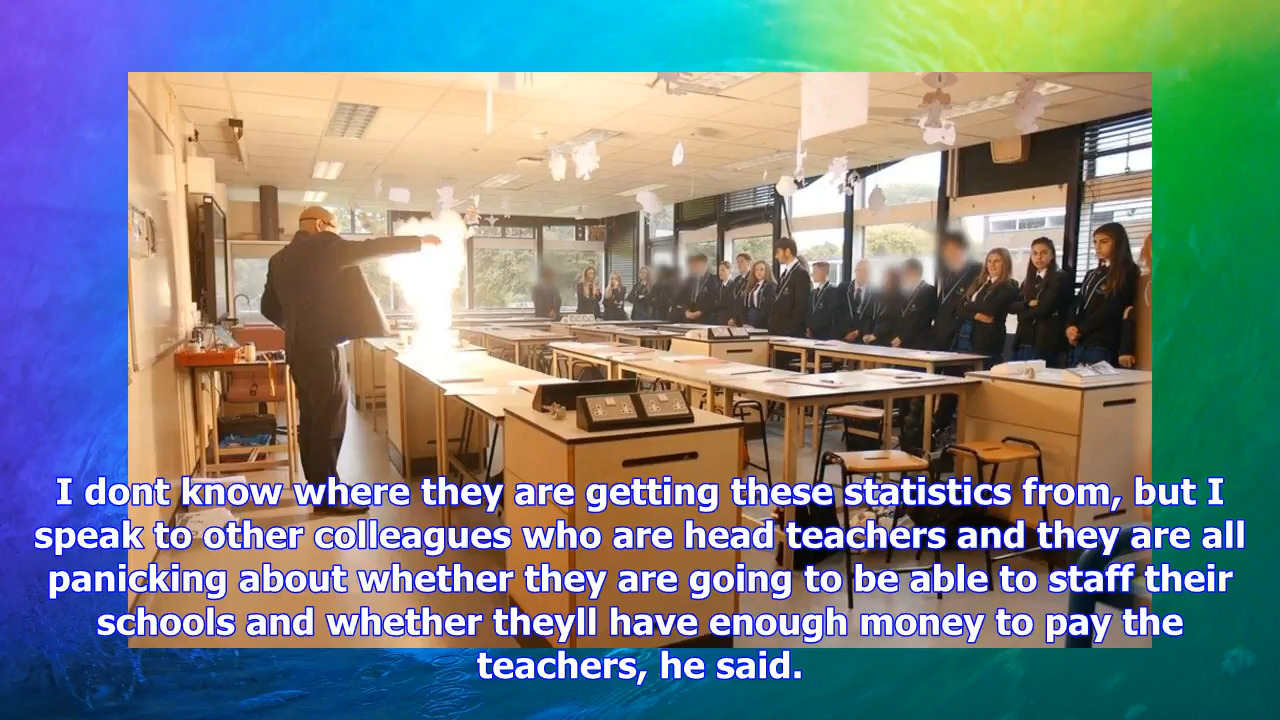 I dont know where they are getting these statistics from, but I
speak to other colleagues who are head teachers and they are all
panicking about whether they are going to be able to staff their
schools and whether theyll have enough money to pay the
teachers, he said.